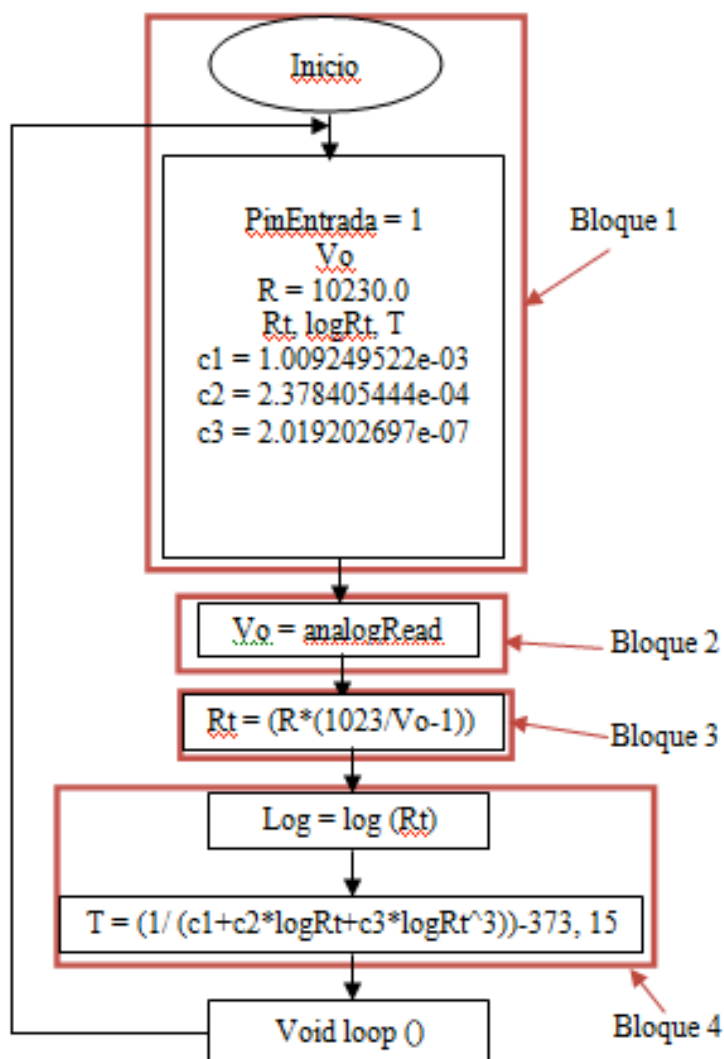 Inicio
PinEntrada = 1
Vo
R = 10230.0
Rt, logRt, T
c1 = 1.009249522e-03
c2 = 2.378405444e-04
c3 = 2.019202697e-07
Bloque 1
Vo = analogRead
Bloque 2
Rt = (R*(1023/Vo-1))
Bloque 3
Log = log (Rt)
T = (1/ (c1+c2*logRt+c3*logRt^3))-373, 15
Bloque 4
Void loop ()